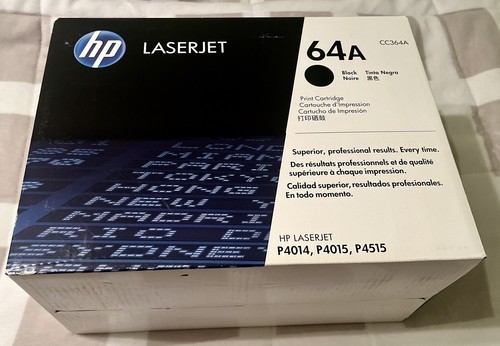 hp
LASERJET
64A
CC364A
Black Tinta Negra
Noire 黑色
Print Cartridge
Cartouche d'impression
Cartucho de Impresión
打印硒鼓
Superior, professional results. Every time.
Des résultats professionnels et de qualité
supérieure à chaque impression.
Calidad superior, resultados profesionales.
En todo momento.
HP LASERJET
P4014, P4015, P4515